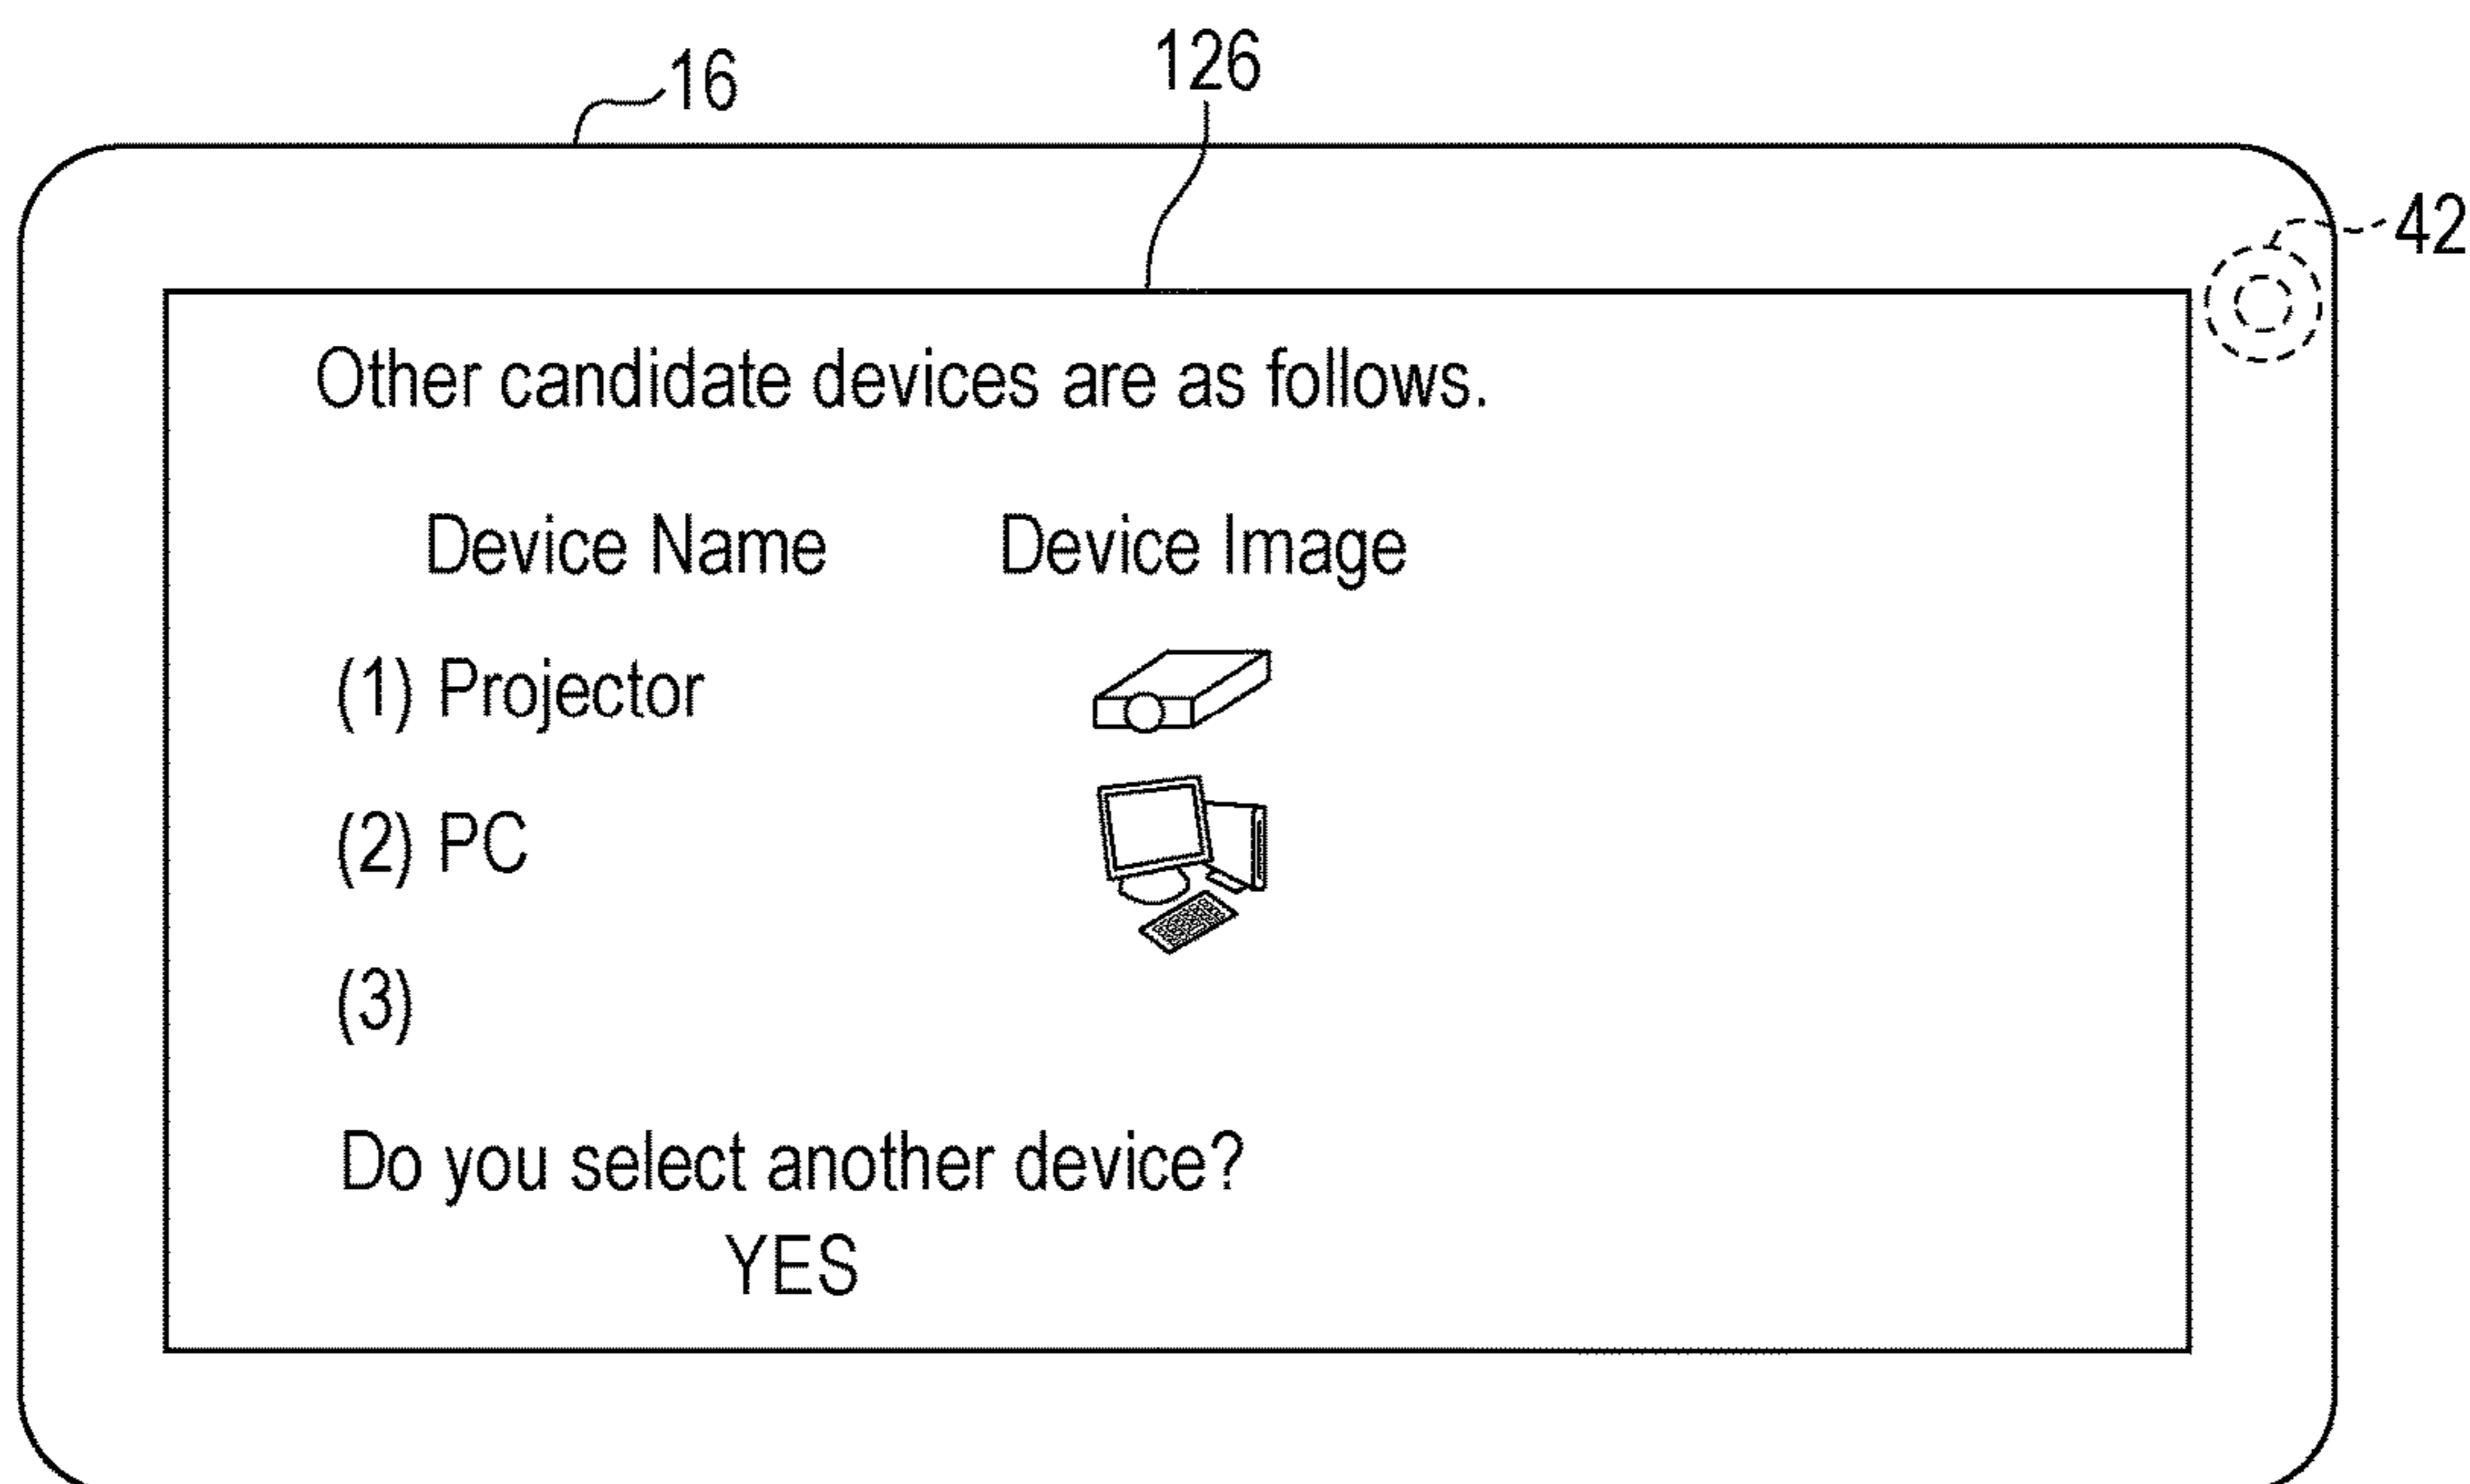 16
126
42
Other candidate devices are as follows.
Device Name Device Image
(1) Projector
(2) PC
(3)
Do you select another device?
YES